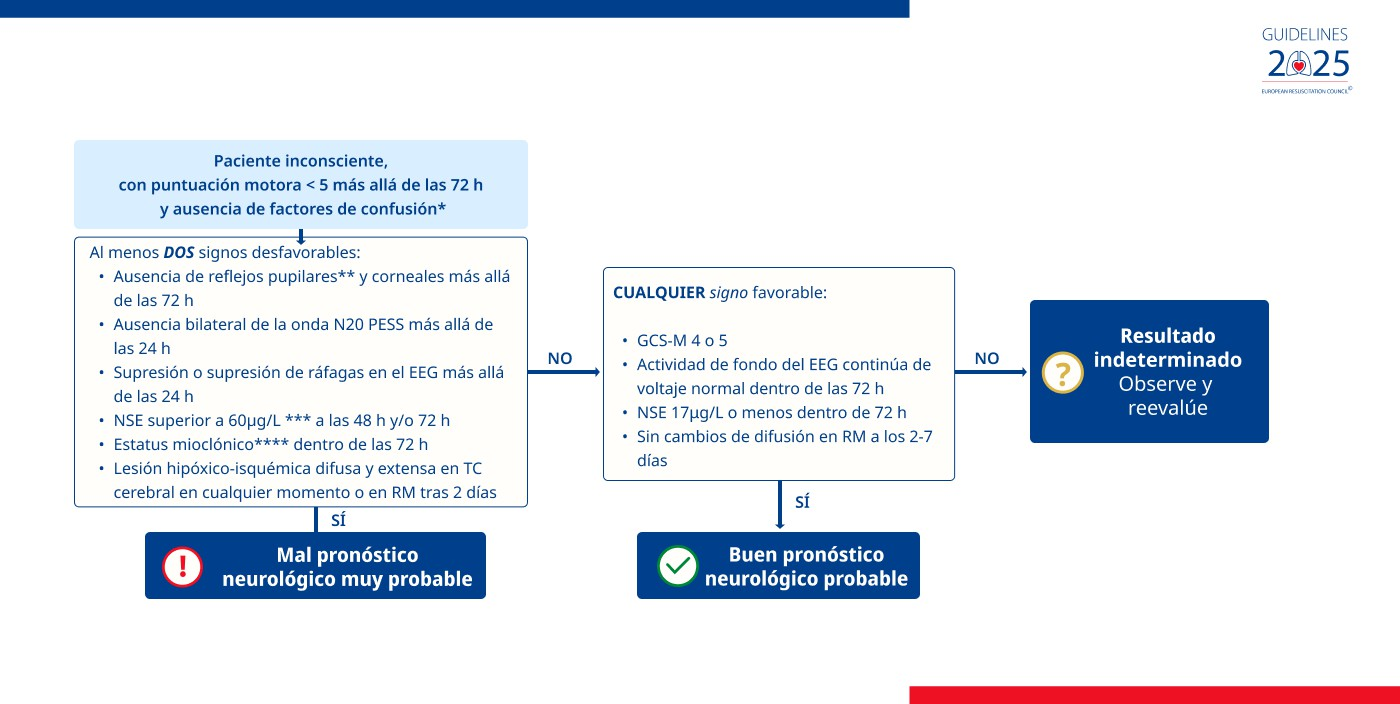 GUIDELINES
2025
EUROPEAN RESUSCITATION COUNCIL©
Paciente inconsciente,
con puntuación motora < 5 más allá de las 72 h
y ausencia de factores de confusión*
Al menos DOS signos desfavorables:
• Ausencia de reflejos pupilares** y corneales más allá
de las 72 h
• Ausencia bilateral de la onda N20 PESS más allá de
las 24 h
• Supresión o supresión de ráfagas en el EEG más allá
de las 24 h
• NSE superior a 60µg/L *** a las 48 h y/o 72 h
• Estatus mioclónico**** dentro de las 72 h
• Lesión hipóxico-isquémica difusa y extensa en TC
cerebral en cualquier momento o en RM tras 2 días
NO
SÍ
Mal pronóstico
neurológico muy probable
CUALQUIER signo favorable:
• GCS-M 4 o 5
• Actividad de fondo del EEG continúa de
voltaje normal dentro de las 72 h
• NSE 17µg/L o menos dentro de 72 h
• Sin cambios de difusión en RM a los 2-7
días
NO
SÍ
Buen pronóstico
neurológico probable
Resultado
indeterminado
Observe y
reevalúe